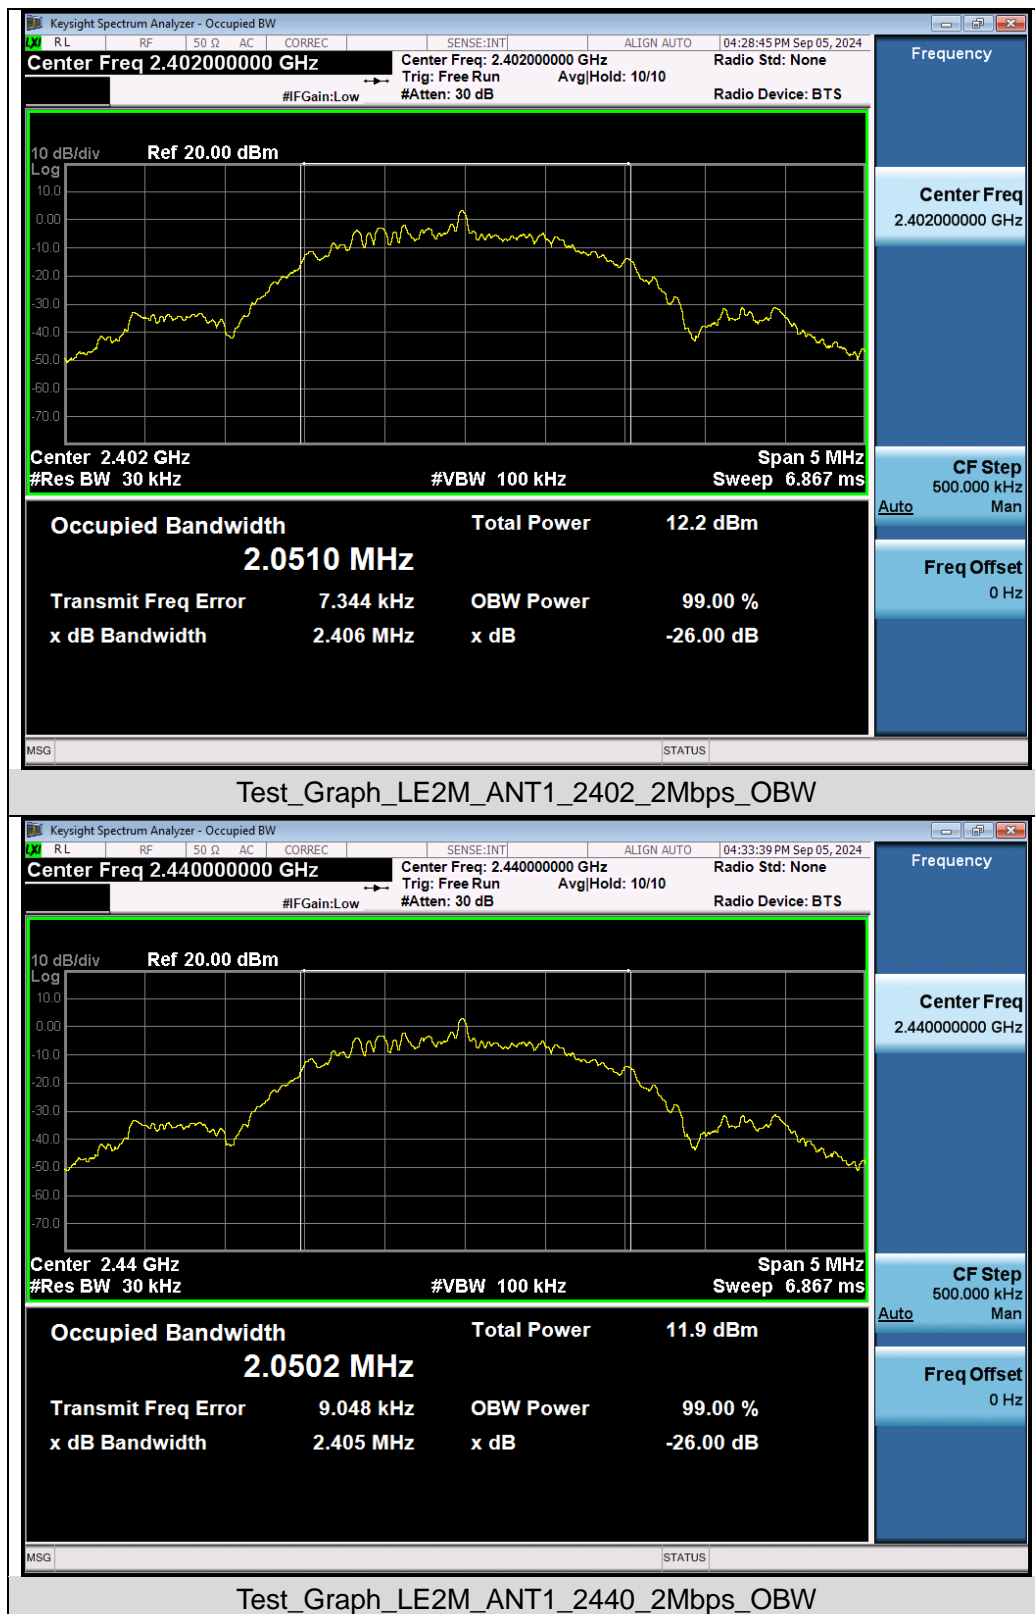 Keysight Spectrum Analyzer - Occupied BW
LXI RL RF 50 Ω AC CORREC SENSE:INT ALIGN AUTO 04:28:45 PM Sep 05, 2024
Center Freq 2.402000000 GHz
Center Freq: 2.402000000 GHz Radio Std: None
Trig: Free Run Avg|Hold: 10/10
#IFGain:Low #Atten: 30 dB Radio Device: BTS
Frequency
10 dB/div Ref 20.00 dBm
Log
10.0
0.00
-10.0
-20.0
-30.0
-40.0
-50.0
-60.0
-70.0
Center 2.402 GHz Span 5 MHz
#Res BW 30 kHz #VBW 100 kHz Sweep 6.867 ms
Center Freq
2.402000000 GHz
CF Step
500.000 kHz
Auto Man
Freq Offset
0 Hz
Occupied Bandwidth Total Power 12.2 dBm
2.0510 MHz
Transmit Freq Error 7.344 kHz OBW Power 99.00 %
x dB Bandwidth 2.406 MHz x dB -26.00 dB
MSG STATUS
Test_Graph_LE2M_ANT1_2402_2Mbps_OBW
Keysight Spectrum Analyzer - Occupied BW
LXI RL RF 50 Ω AC CORREC SENSE:INT ALIGN AUTO 04:33:39 PM Sep 05, 2024
Center Freq 2.440000000 GHz
Center Freq: 2.440000000 GHz Radio Std: None
Trig: Free Run Avg|Hold: 10/10
#IFGain:Low #Atten: 30 dB Radio Device: BTS
Frequency
10 dB/div Ref 20.00 dBm
Log
10.0
0.00
-10.0
-20.0
-30.0
-40.0
-50.0
-60.0
-70.0
Center 2.44 GHz Span 5 MHz
#Res BW 30 kHz #VBW 100 kHz Sweep 6.867 ms
Center Freq
2.440000000 GHz
CF Step
500.000 kHz
Auto Man
Freq Offset
0 Hz
Occupied Bandwidth Total Power 11.9 dBm
2.0502 MHz
Transmit Freq Error 9.048 kHz OBW Power 99.00 %
x dB Bandwidth 2.405 MHz x dB -26.00 dB
MSG STATUS
Test_Graph_LE2M_ANT1_2440_2Mbps_OBW